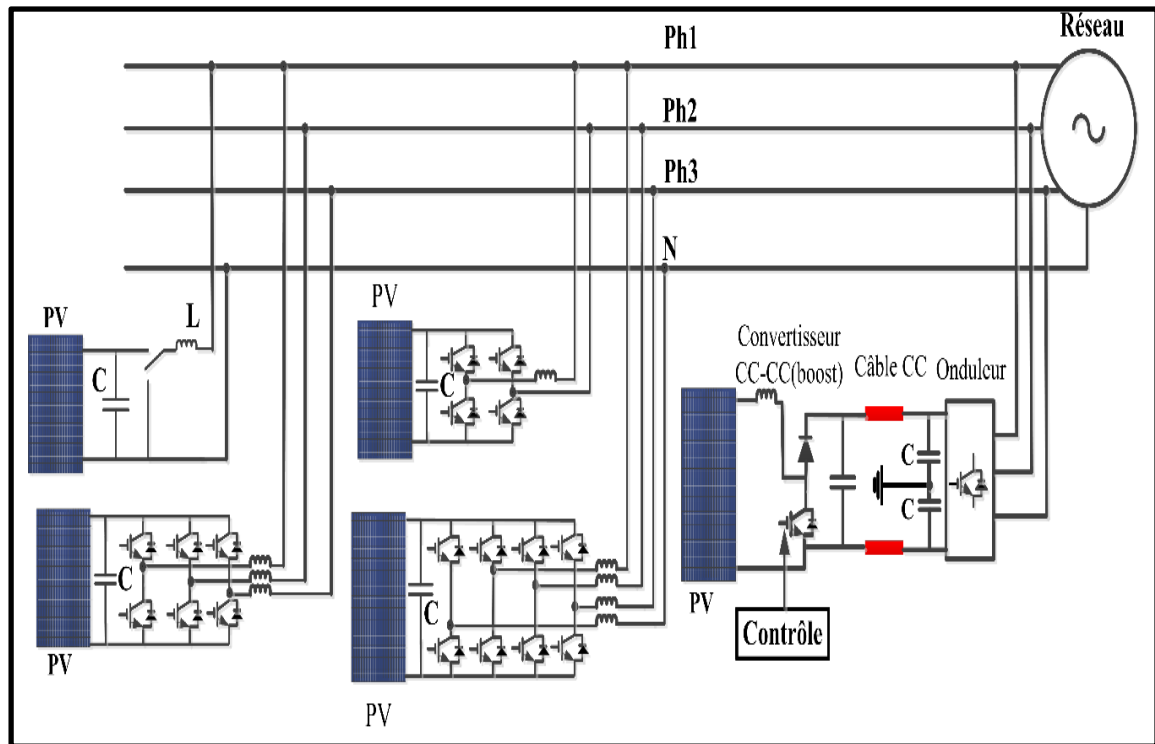 Réseau
Ph1
Ph2
Ph3
N
PV
L
C
PV
C
Convertisseur
CC-CC(boost)
Câble CC
Onduleur
C
C
PV
Contrôle
C
PV
C
PV